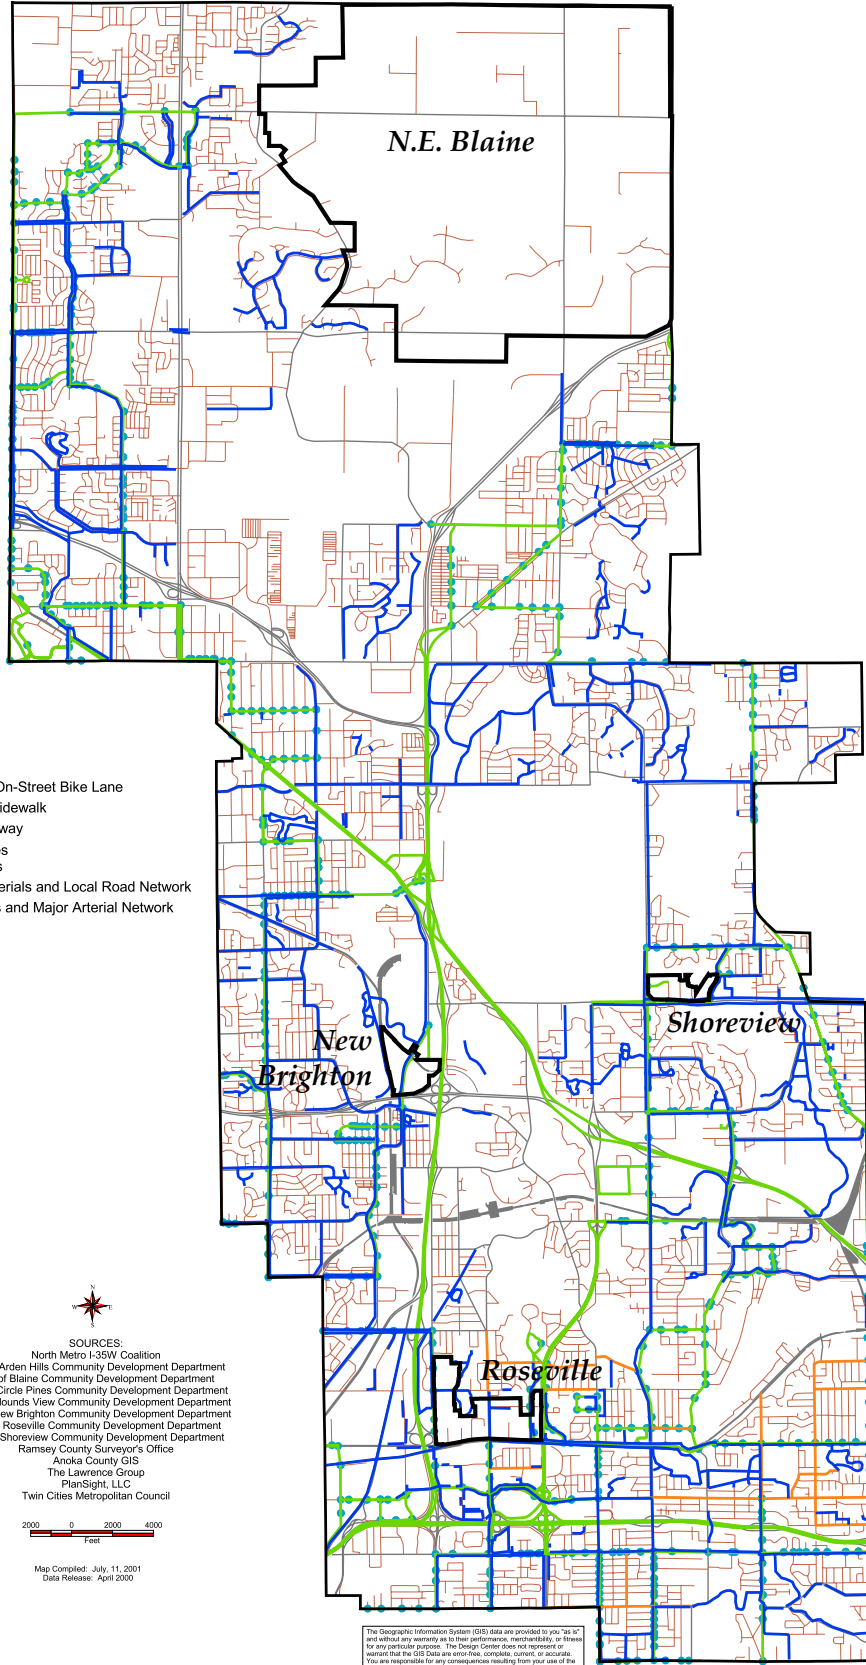 N.E. Blaine
On-Street Bike Lane
idewalk
way
es
s
erials and Local Road Network
s and Major Arterial Network
New
Brighton
Shoreview
Roseville
N
W E
S
SOURCES:
North Metro I-35W Coalition
Arden Hills Community Development Department
of Blaine Community Development Department
Circle Pines Community Development Department
ounds View Community Development Department
ew Brighton Community Development Department
Roseville Community Development Department
Shoreview Community Development Department
Ramsey County Surveyor's Office
Anoka County GIS
The Lawrence Group
PlanSight, LLC
Twin Cities Metropolitan Council
2000 0 2000 4000
Feet
Map Compiled: July, 11, 2001
Data Release: April 2000
The Geographic Information System (GIS) data are provided to you "as is"
and without any warranty as to their performance, merchantibility, or fitness
for any particular purpose. The Design Center does not represent or
warrant that the GIS Data are error-free, complete, current, or accurate.
You are responsible for any consequences resulting from your use of the